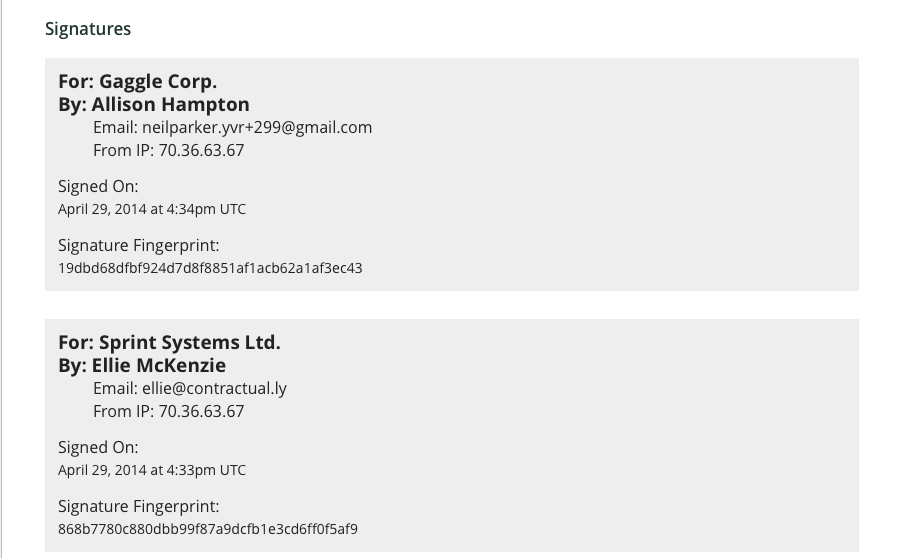 Signatures
For: Gaggle Corp.
By: Allison Hampton
Email: neilparker.yvr+299@gmail.com
From IP: 70.36.63.67
Signed On:
April 29, 2014 at 4:34pm UTC
Signature Fingerprint:
19dbd68dfbf924d7d8f8851af1acb62a1af3ec43
For: Sprint Systems Ltd.
By: Ellie McKenzie
Email: ellie@contractual.ly
From IP: 70.36.63.67
Signed On:
April 29, 2014 at 4:33pm UTC
Signature Fingerprint:
868b7780c880dbb99f87a9dcfb1e3cd6ff0f5af9